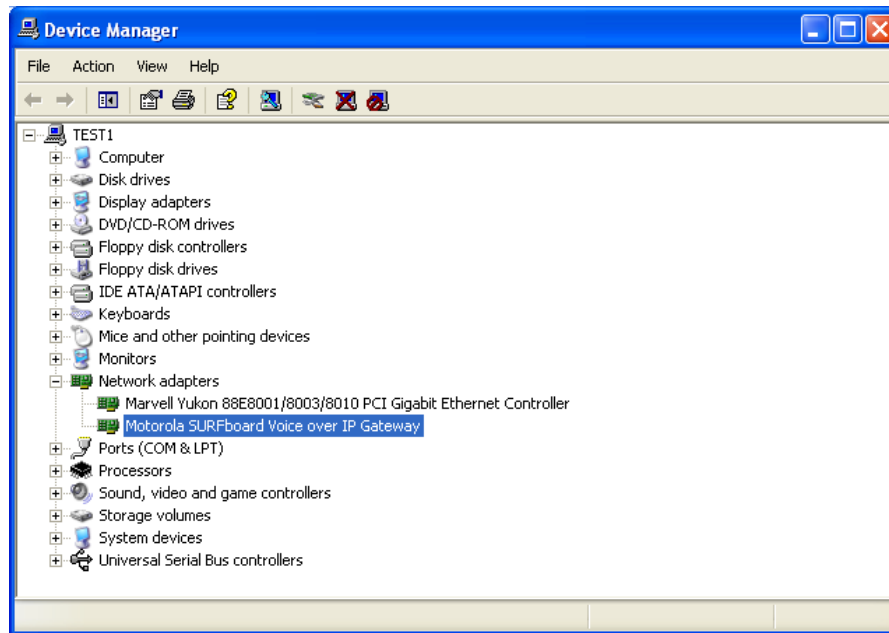 Device Manager
File Action View Help
TEST1
Computer
Disk drives
Display adapters
DVD/CD-ROM drives
Floppy disk controllers
Floppy disk drives
IDE ATA/ATAPI controllers
Keyboards
Mice and other pointing devices
Monitors
Network adapters
Marvell Yukon 88E8001/8003/8010 PCI Gigabit Ethernet Controller
Motorola SURFboard Voice over IP Gateway
Ports (COM & LPT)
Processors
Sound, video and game controllers
Storage volumes
System devices
Universal Serial Bus controllers